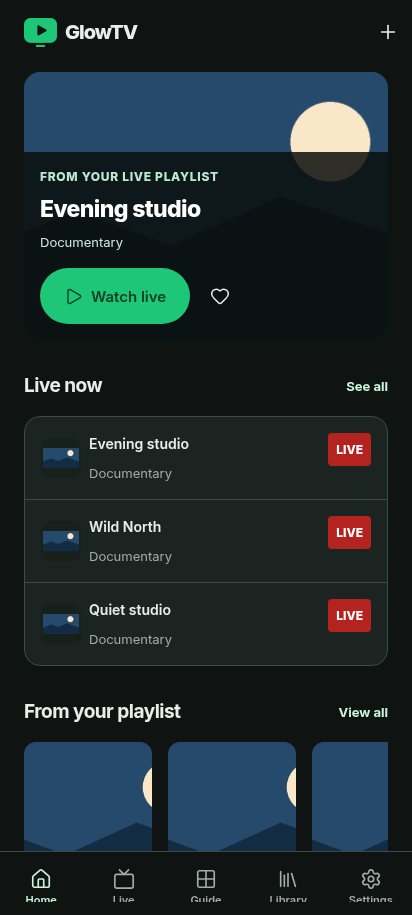 GlowTV
FROM YOUR LIVE PLAYLIST
Evening studio
Documentary
Watch live
Live now
See all
Evening studio
Documentary
LIVE
Wild North
Documentary
LIVE
Quiet studio
Documentary
LIVE
From your playlist
View all
Home
Live
Guide
Library
Settings